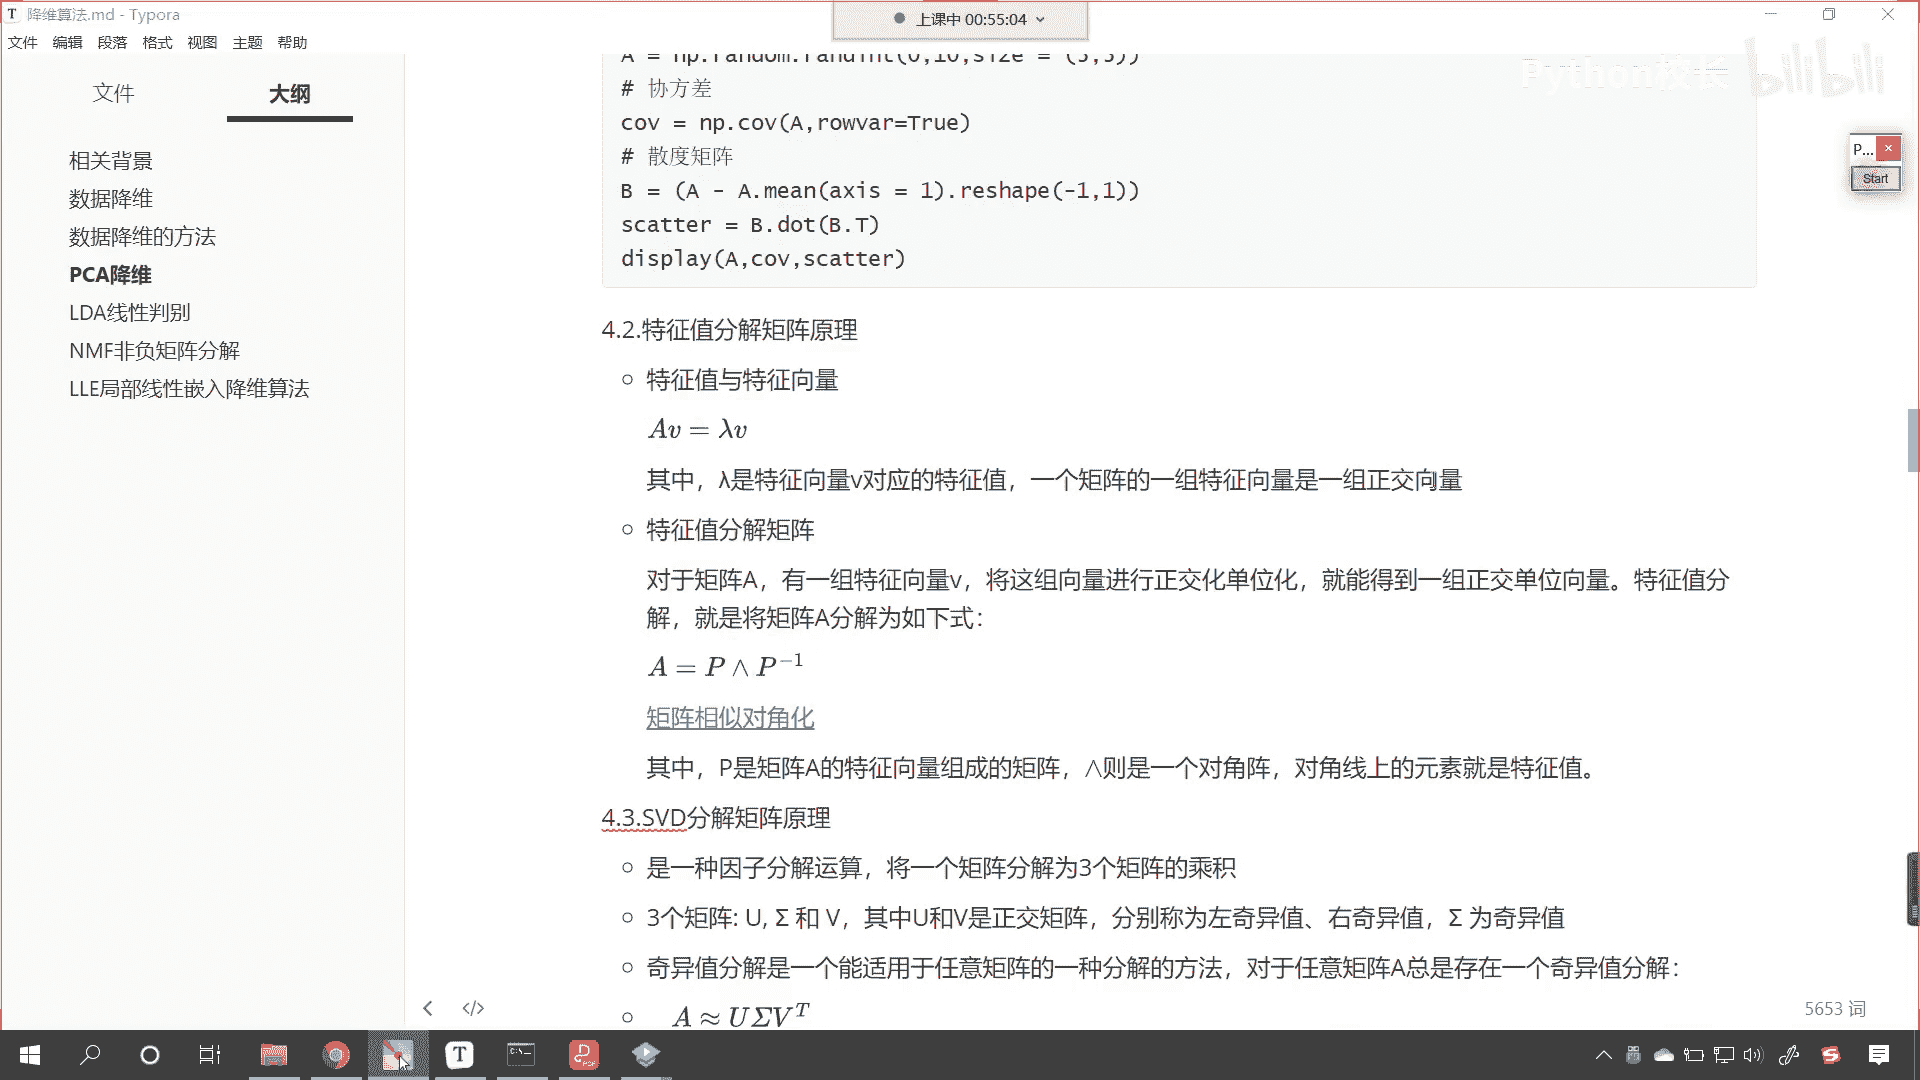 降维算法.md - Typora
上课中 00:55:04
文件 编辑 段落 格式 视图 主题 帮助
Python校长 bilibili
文件 大纲
相关背景
数据降维
数据降维的方法
PCA降维
LDA线性判别
NMF非负矩阵分解
LLE局部线性嵌入降维算法
P...
Start
# 协方差
cov = np.cov(A,rowvar=True)
# 散度矩阵
B = (A - A.mean(axis = 1).reshape(-1,1))
scatter = B.dot(B.T)
display(A,cov,scatter)
4.2.特征值分解矩阵原理
特征值与特征向量
Av = λv
其中，λ是特征向量v对应的特征值，一个矩阵的一组特征向量是一组正交向量
特征值分解矩阵
对于矩阵A，有一组特征向量v，将这组向量进行正交化单位化，就能得到一组正交单位向量。特征值分
解，就是将矩阵A分解为如下式：
A = P ∧ P⁻¹
矩阵相似对角化
其中，P是矩阵A的特征向量组成的矩阵，∧则是一个对角阵，对角线上的元素就是特征值。
4.3.SVD分解矩阵原理
是一种因子分解运算，将一个矩阵分解为3个矩阵的乘积
3个矩阵: U, Σ 和 V，其中U和V是正交矩阵，分别称为左奇异值、右奇异值，Σ 为奇异值
奇异值分解是一个能适用于任意矩阵的一种分解的方法，对于任意矩阵A总是存在一个奇异值分解：
A ≈ UΣVᵀ
5653 词